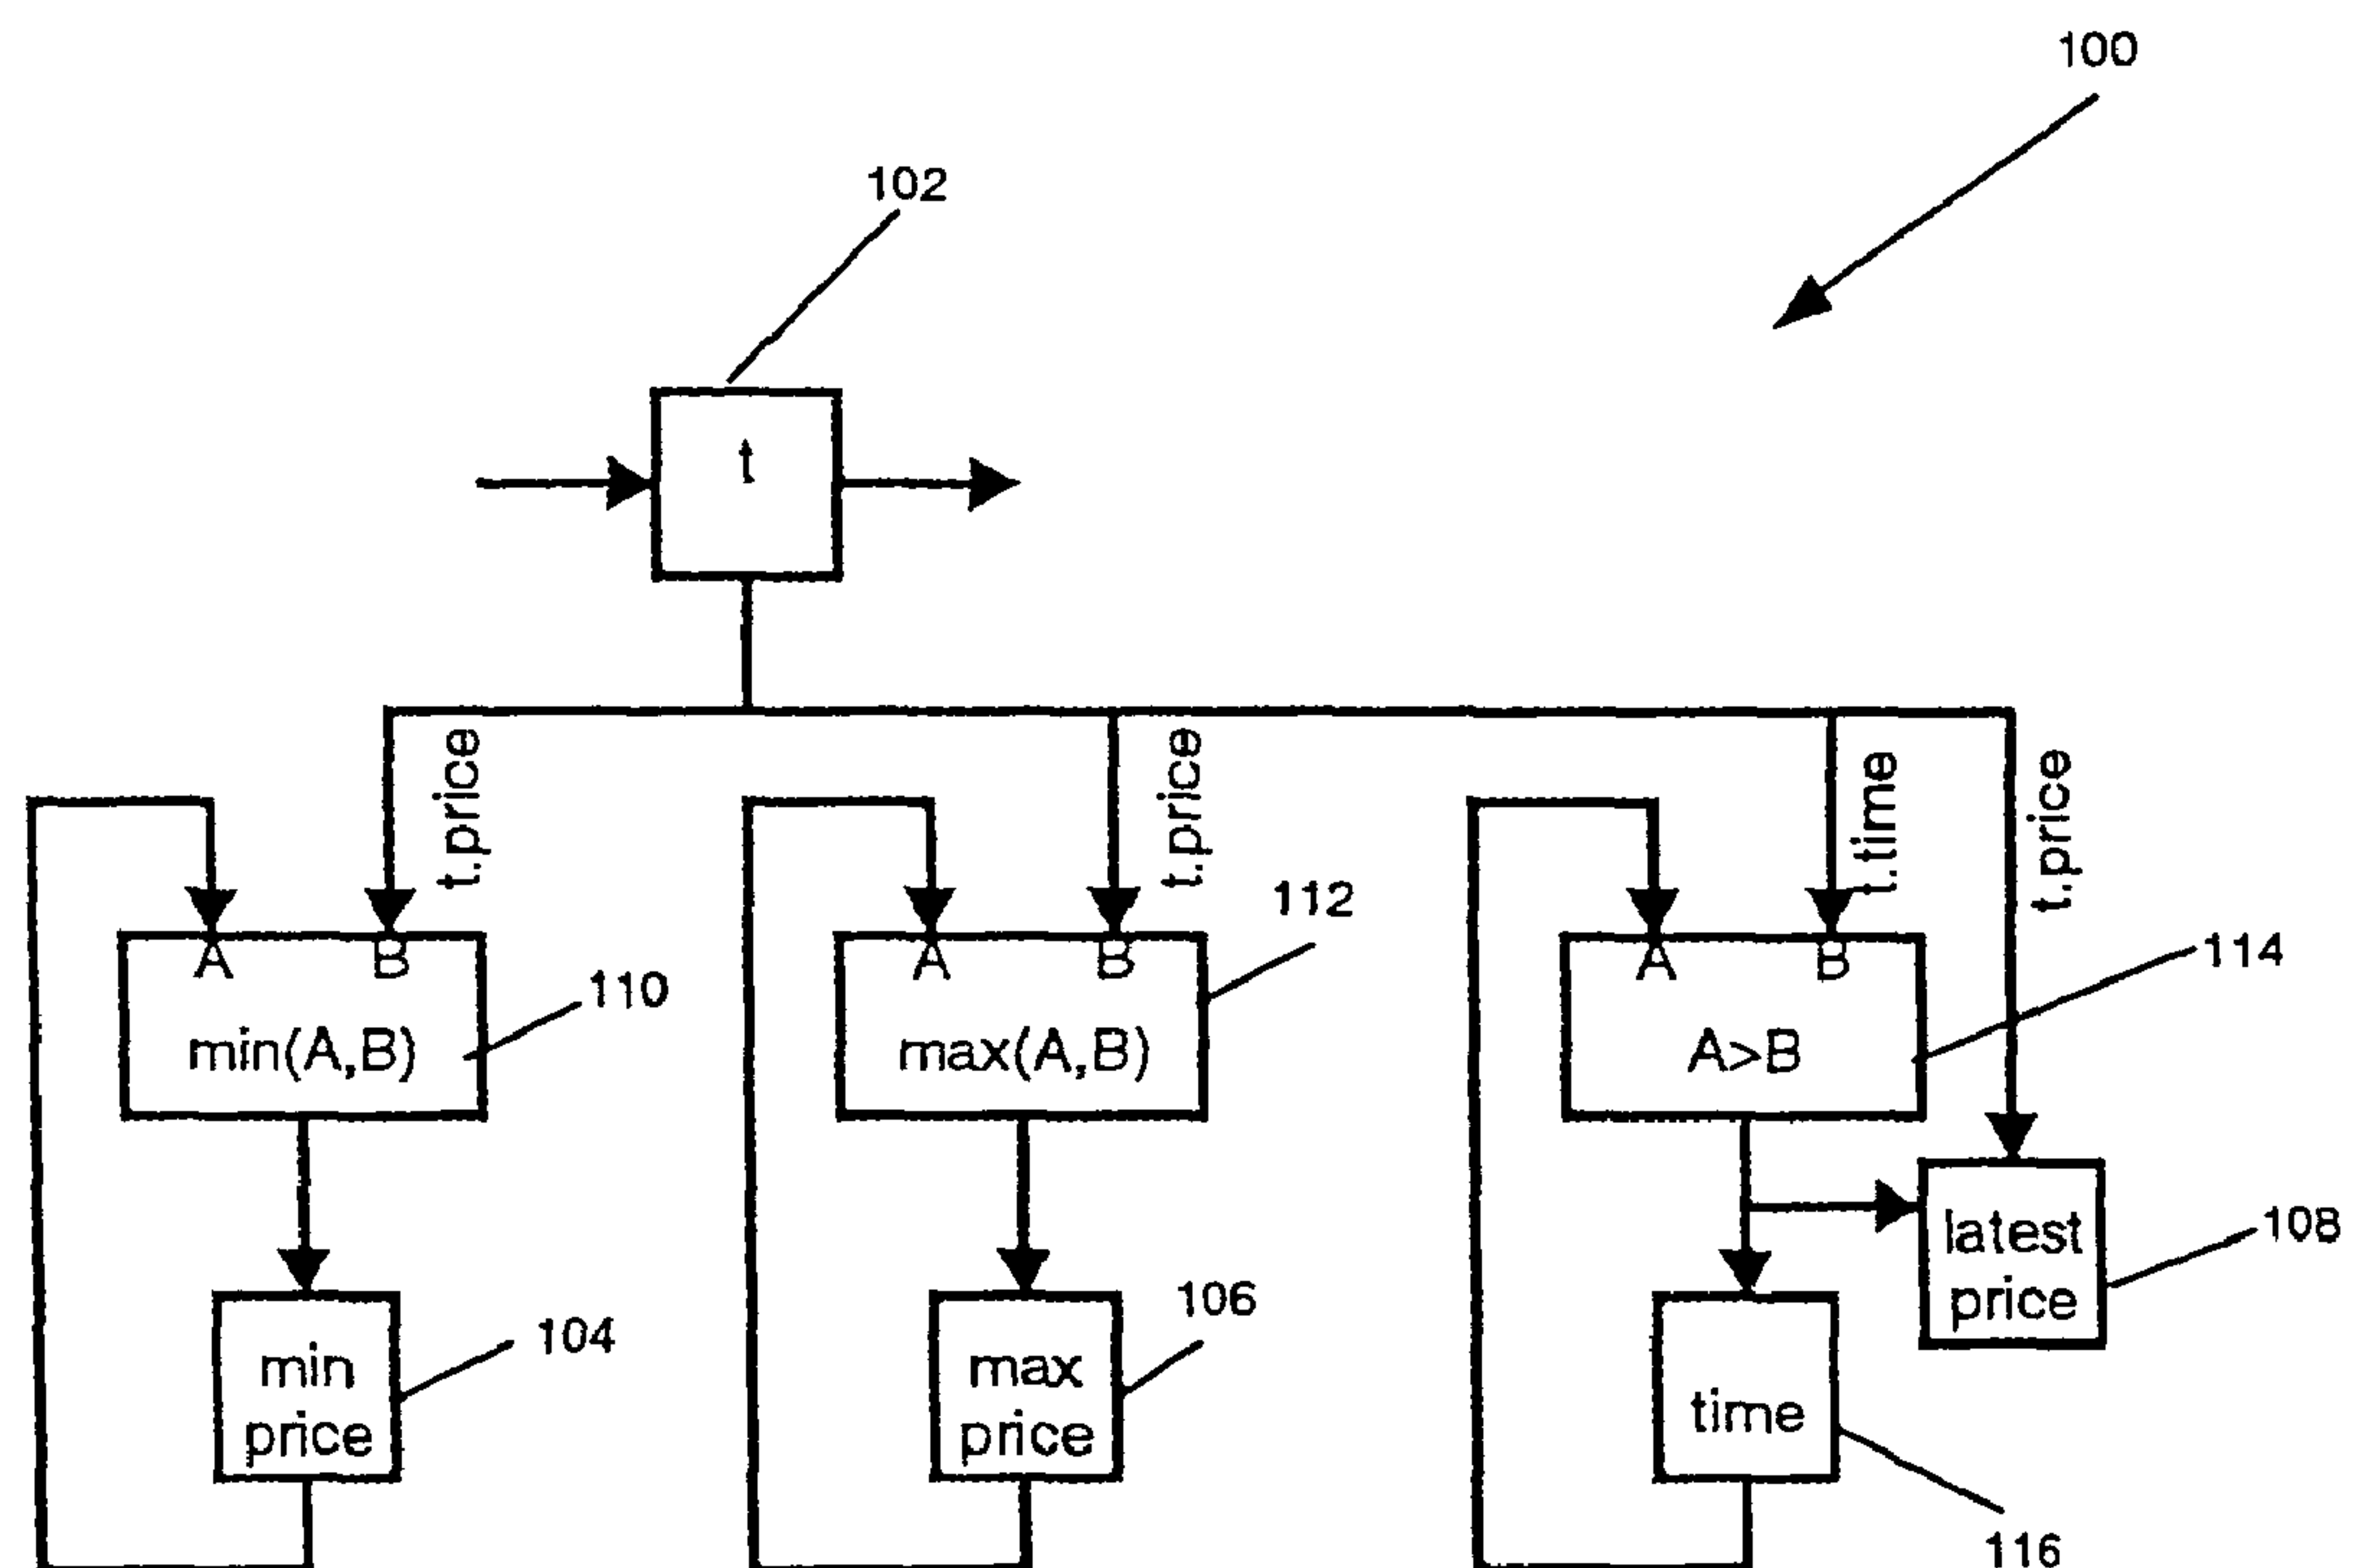 100
102
t
t.price
t.price
t.time
t.price
112
A B
110
A B
A B
114
min(A,B)
max(A,B)
A>B
latest
price
108
min
price
104
max
price
106
time
116